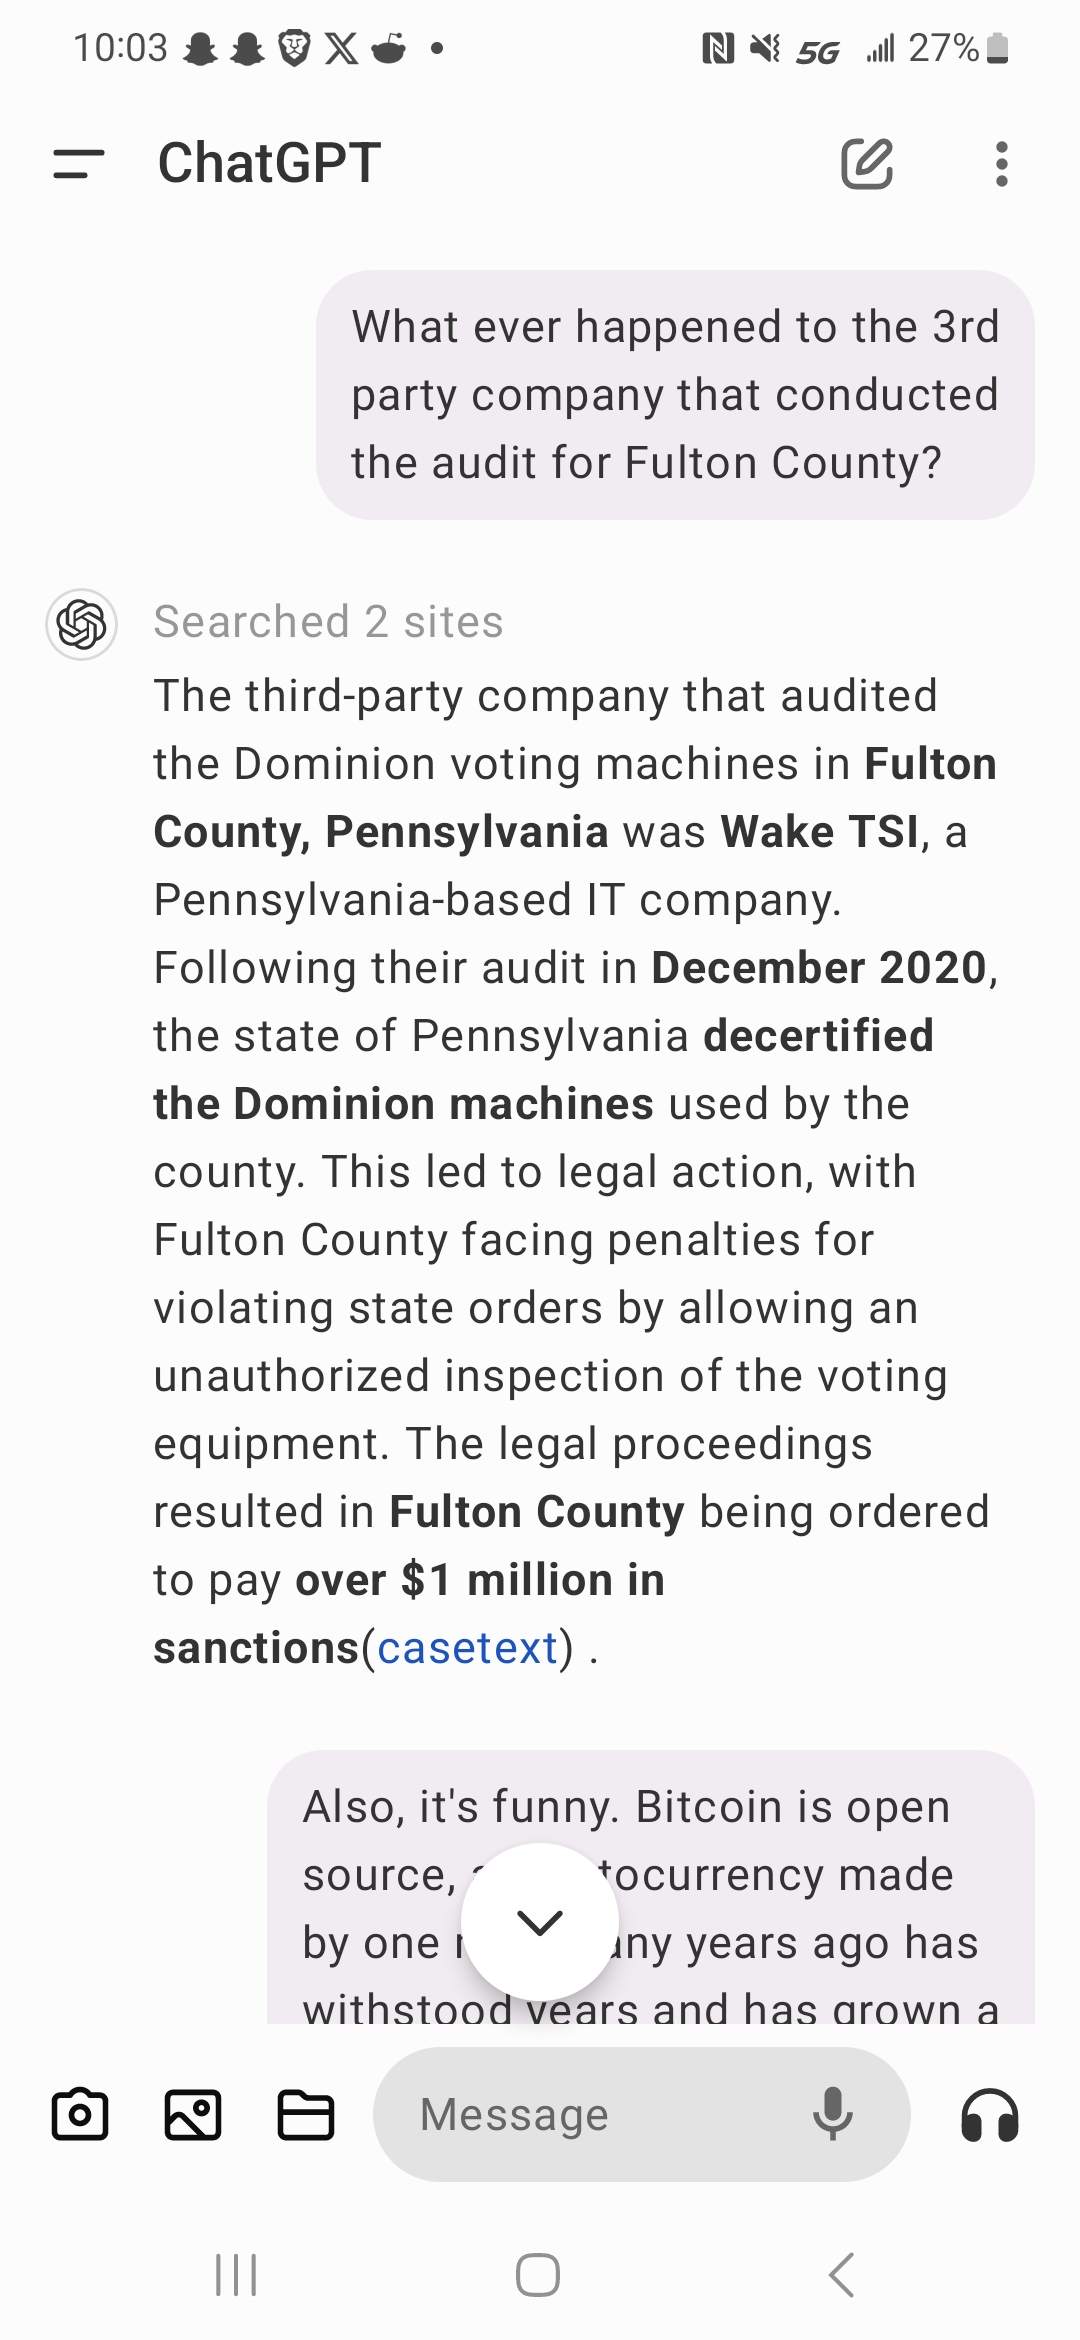 10:03 5G 27%
ChatGPT
What ever happened to the 3rd
party company that conducted
the audit for Fulton County?
Searched 2 sites
The third-party company that audited
the Dominion voting machines in Fulton
County, Pennsylvania was Wake TSI, a
Pennsylvania-based IT company.
Following their audit in December 2020,
the state of Pennsylvania decertified
the Dominion machines used by the
county. This led to legal action, with
Fulton County facing penalties for
violating state orders by allowing an
unauthorized inspection of the voting
equipment. The legal proceedings
resulted in Fulton County being ordered
to pay over $1 million in
sanctions(casetext) .
Also, it's funny. Bitcoin is open
source, tocurrency made
by one years ago has
withstood years and has grown a
Message